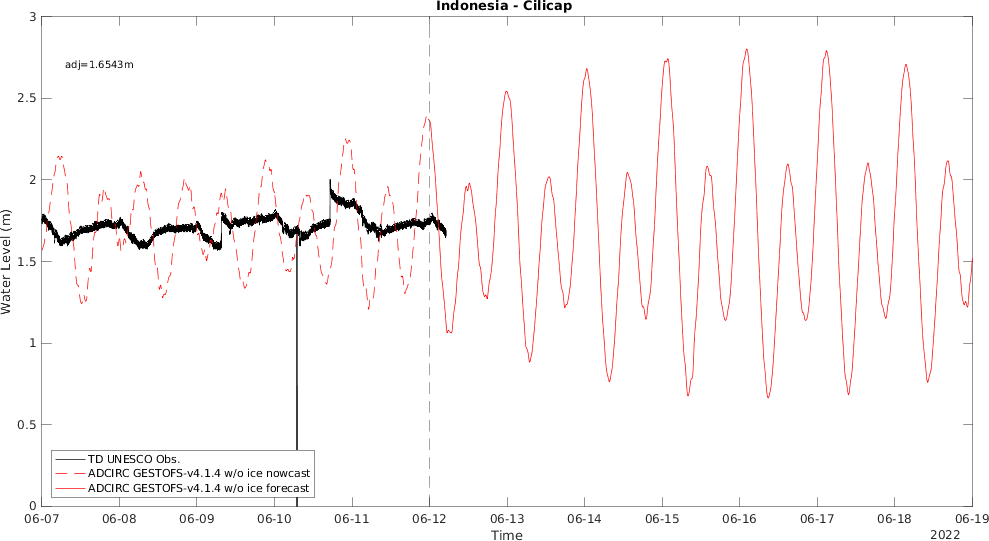 Indonesia - Cilicap
adj=1.6543m
Water Level (m)
3
2.5
2
1.5
1
0.5
0
TD UNESCO Obs.
ADCIRC GESTOFS-v4.1.4 w/o ice nowcast
ADCIRC GESTOFS-v4.1.4 w/o ice forecast
06-07 06-08 06-09 06-10 06-11 06-12 06-13 06-14 06-15 06-16 06-17 06-18 06-19
Time
2022